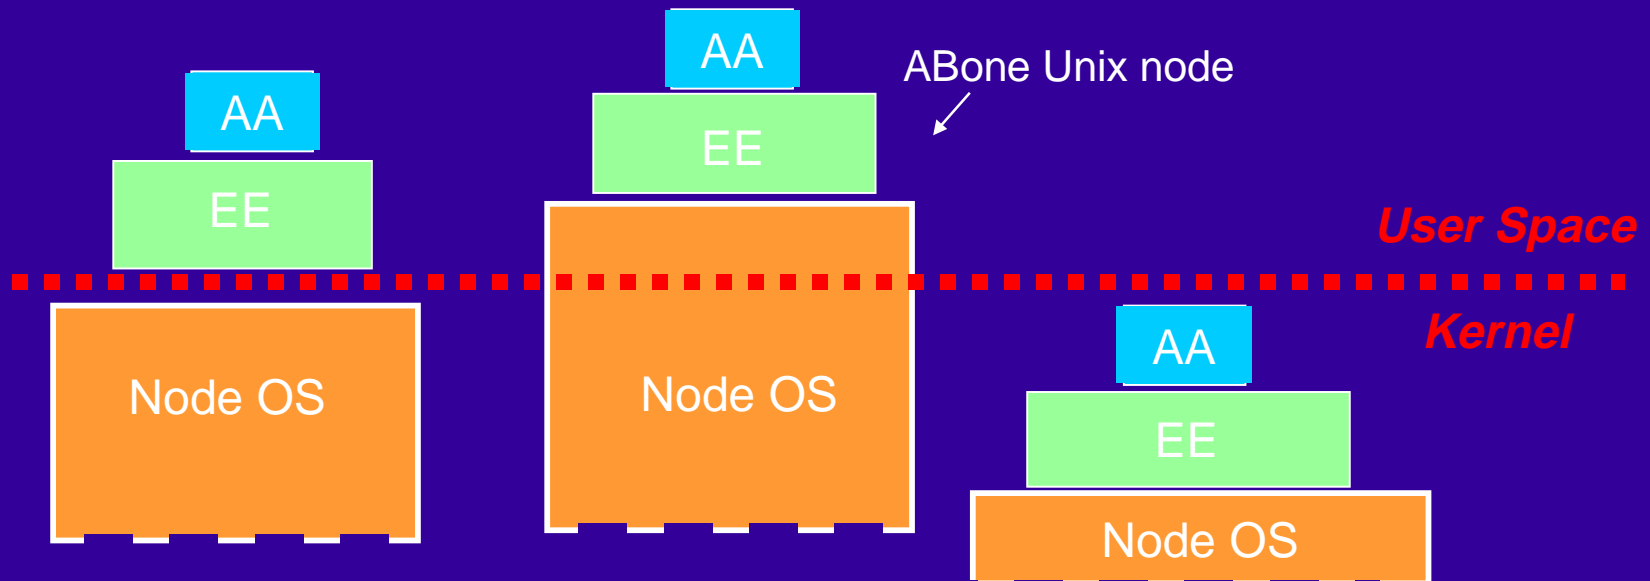 AA
EE
Node OS
AA
EE
Node OS
ABone Unix node
User Space
Kernel
AA
EE
Node OS